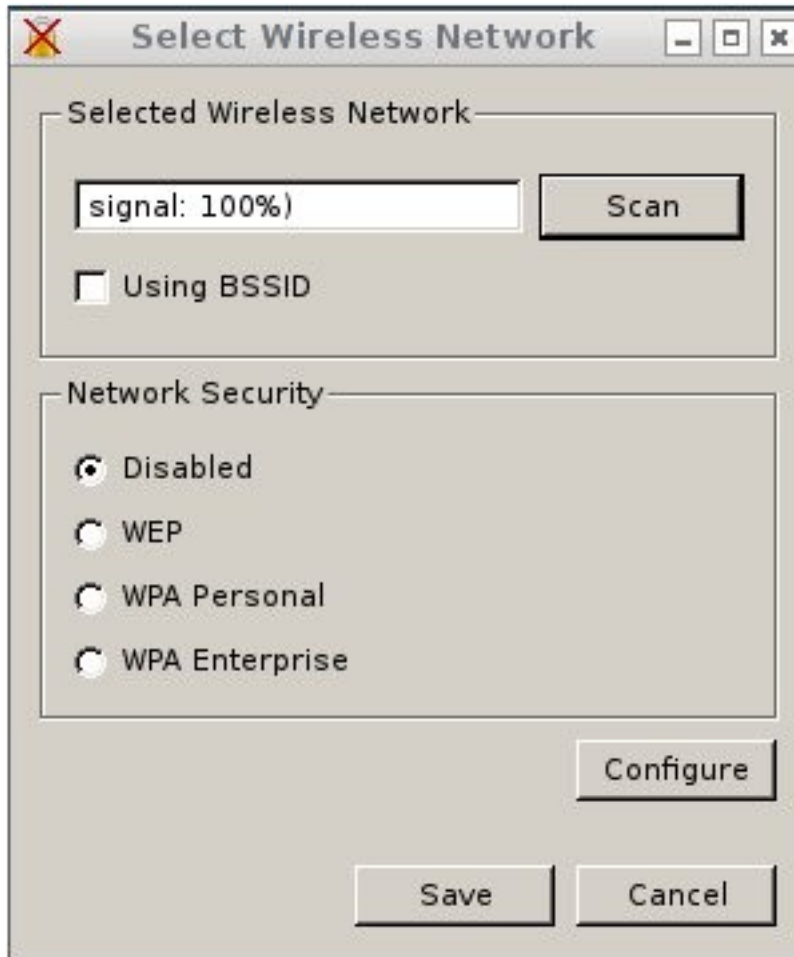 Select Wireless Network
Selected Wireless Network
signal: 100%)
Scan
Using BSSID
Network Security
Disabled
WEP
WPA Personal
WPA Enterprise
Configure
Save
Cancel